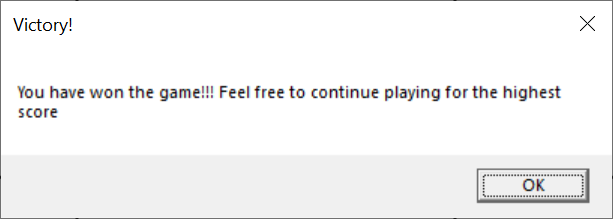 Victory!
You have won the game!!! Feel free to continue playing for the highest
score
OK